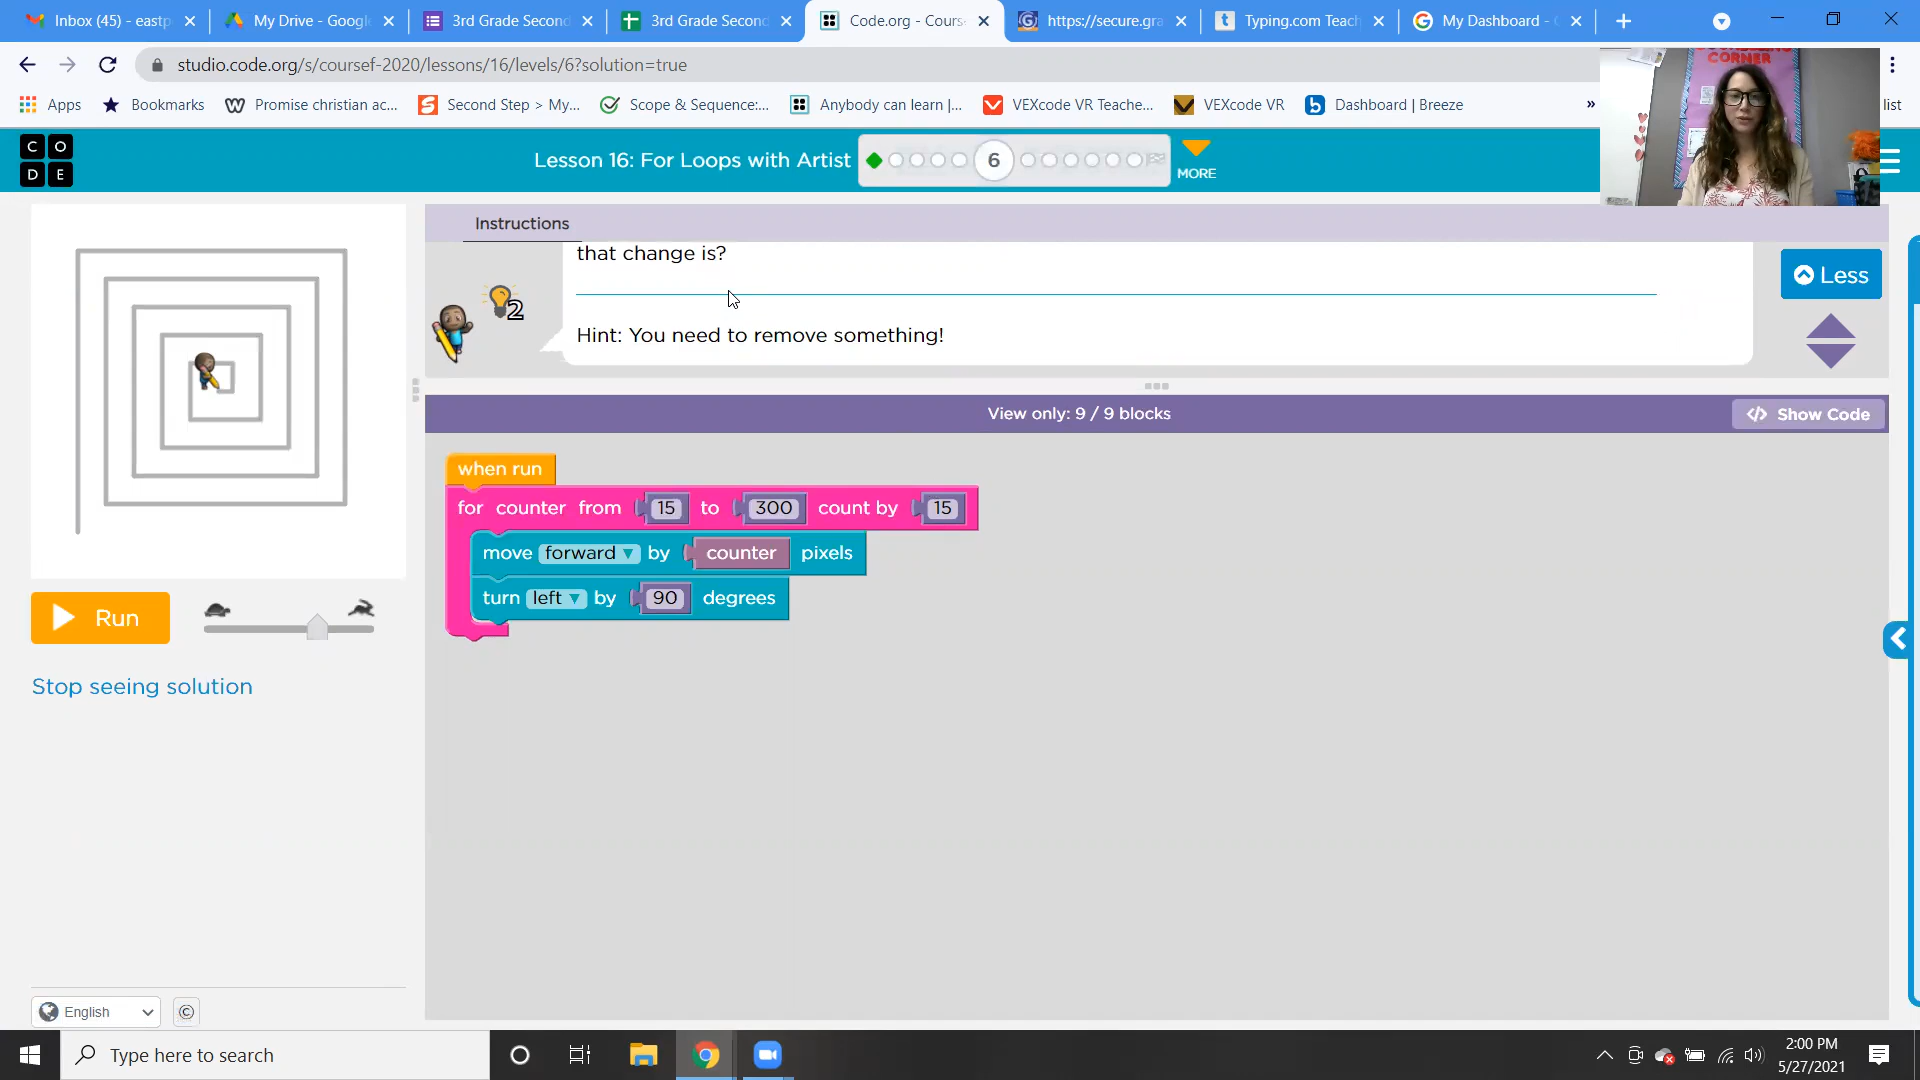 Inbox (45) - eastp
My Drive - Google
3rd Grade Second
3rd Grade Second
Code.org - Cours
https://secure.gra
Typing.com Teach
My Dashboard -
studio.code.org/s/coursef-2020/lessons/16/levels/6?solution=true
Apps
Bookmarks
Promise christian ac...
Second Step > My...
Scope & Sequence:...
Anybody can learn |...
VEXcode VR Teache...
VEXcode VR
Dashboard | Breeze
»
list
CORNER
C O
D E
Lesson 16: For Loops with Artist
6
MORE
Instructions
that change is?
2
Hint: You need to remove something!
Less
View only: 9 / 9 blocks
Show Code
when run
for counter from 15 to 300 count by 15
move forward by counter pixels
turn left by 90 degrees
Run
Stop seeing solution
English
©
Type here to search
2:00 PM
5/27/2021